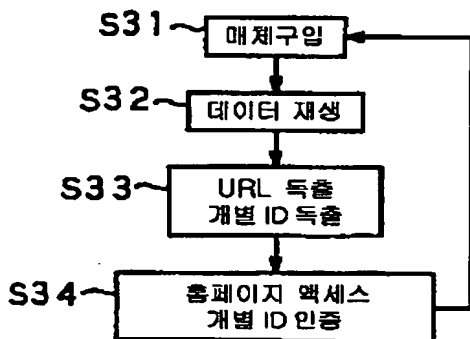 S31
매체구입
S32
데이터 재생
S33
URL 독출
개별 ID 독출
S34
홈페이지 액세스
개별 ID 인증